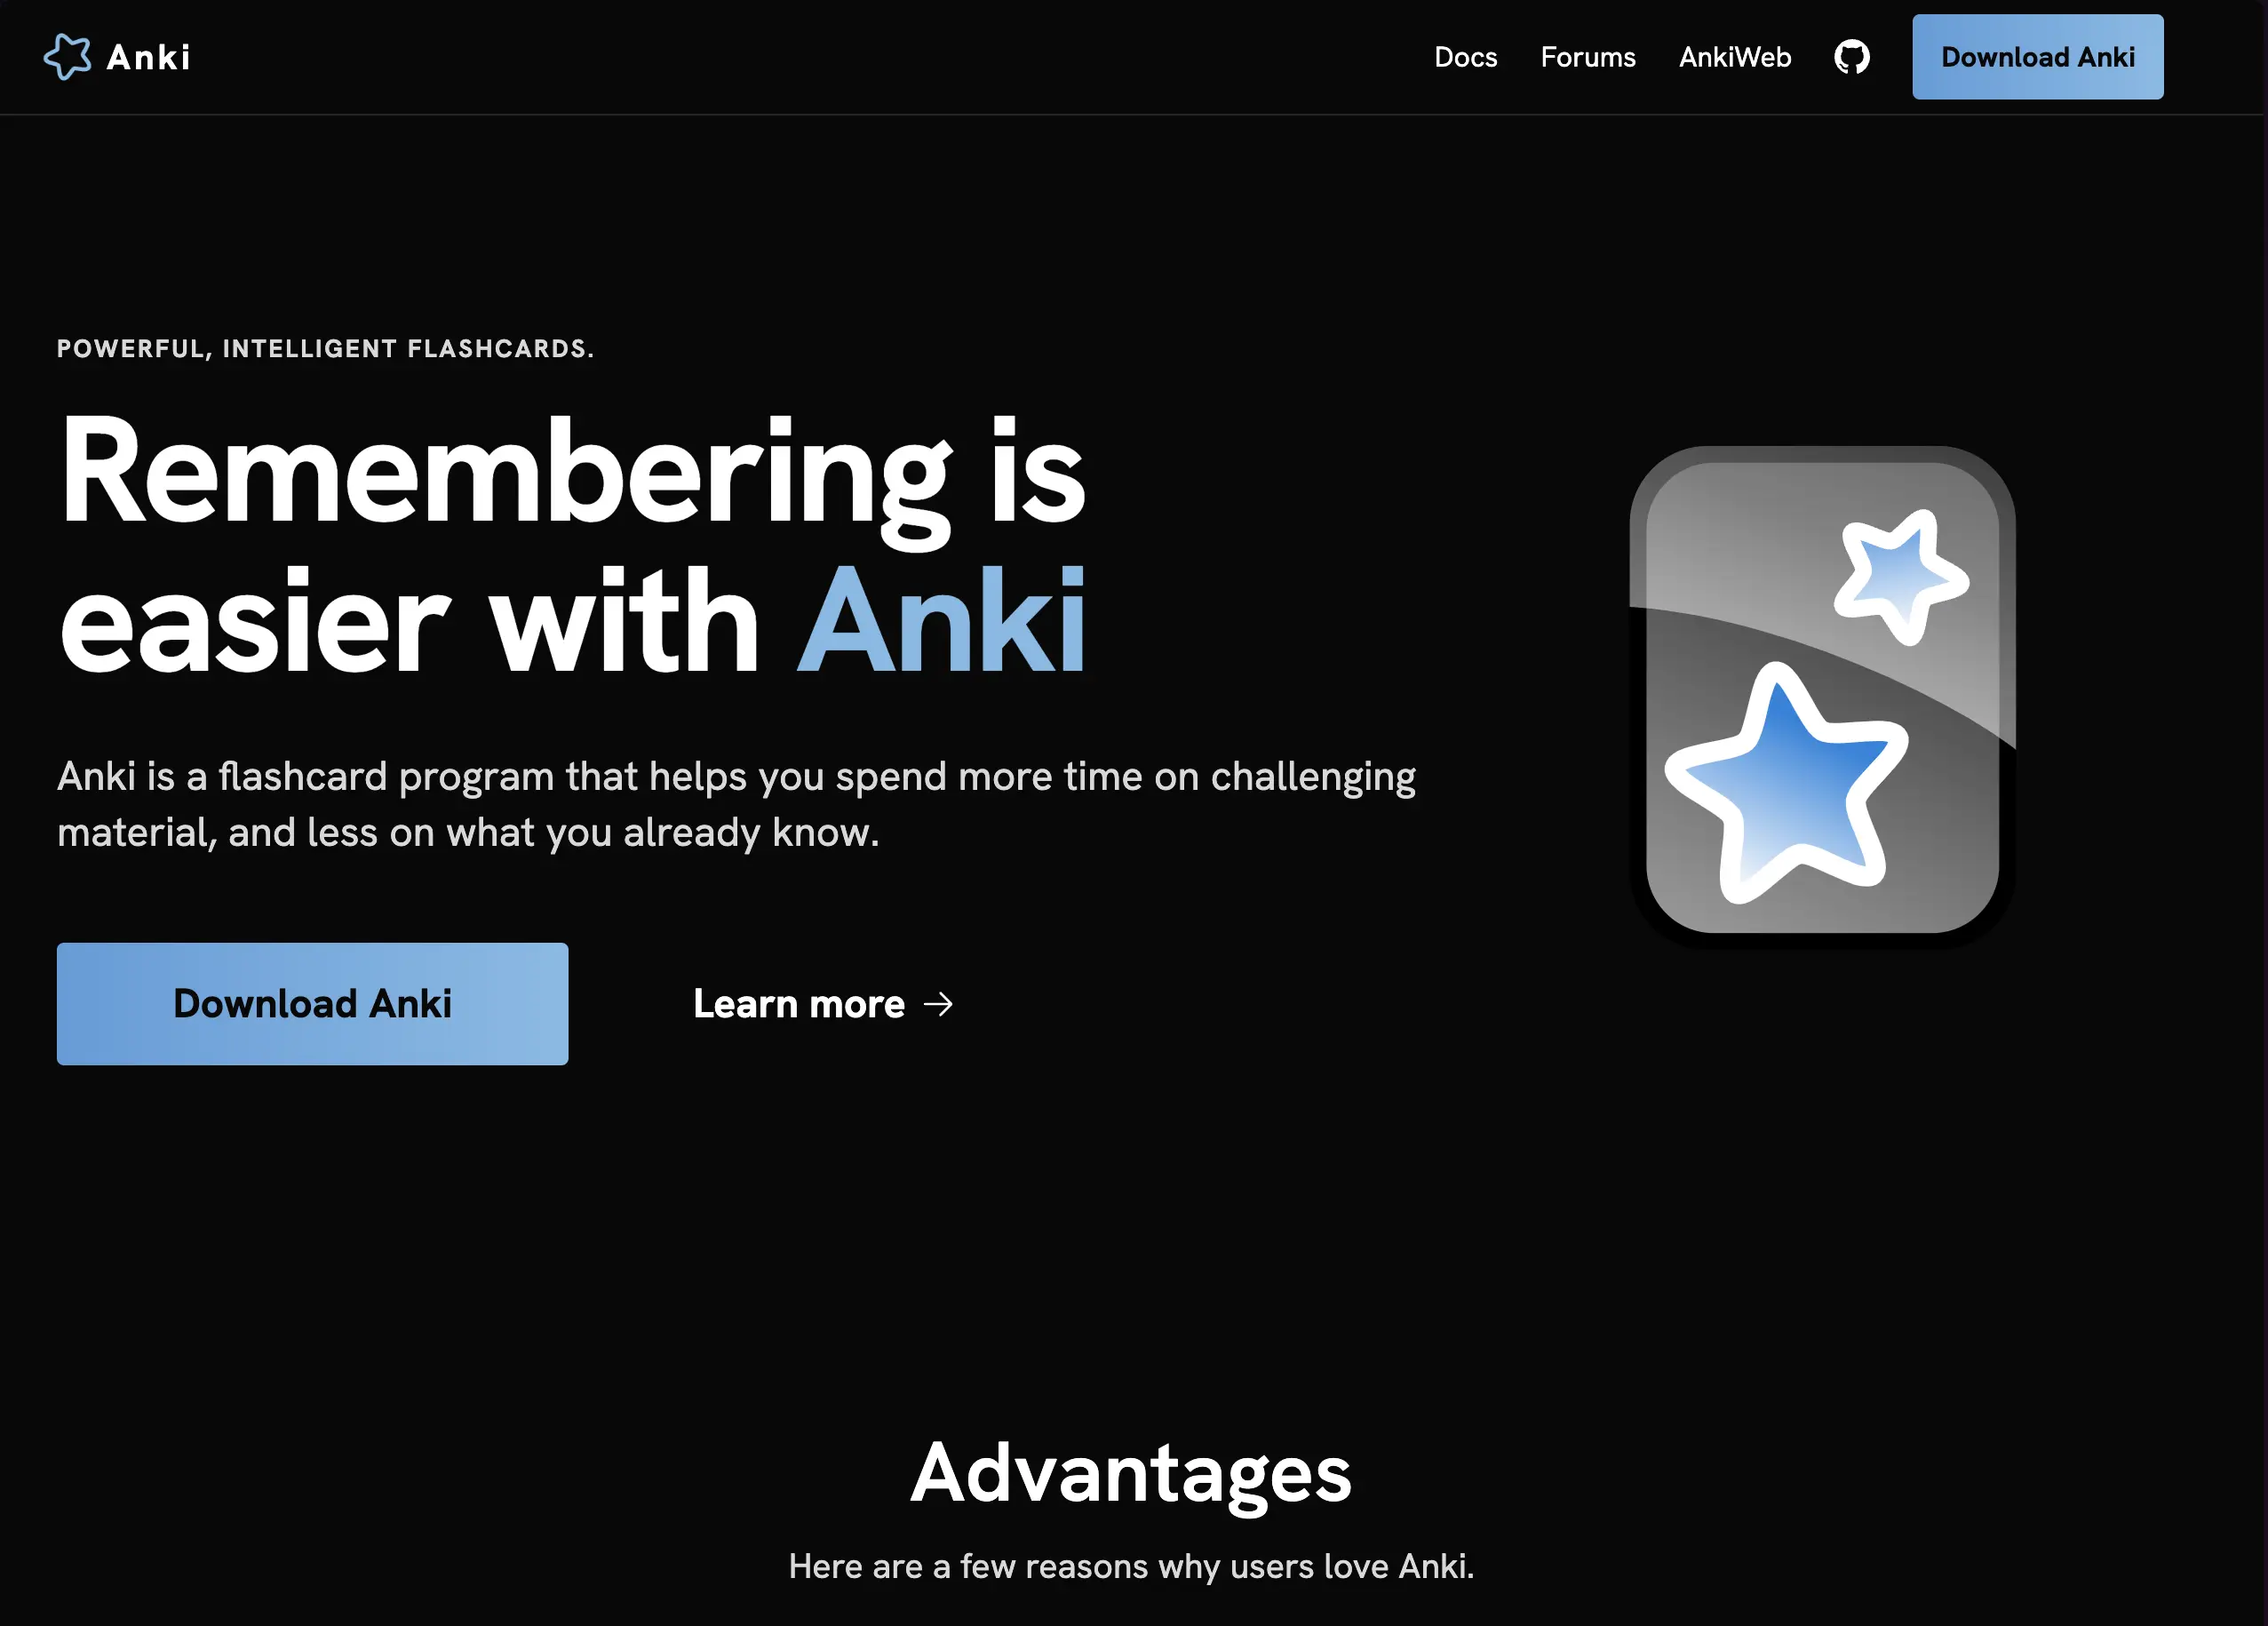 Anki
Docs
Forums
AnkiWeb
Download Anki
POWERFUL, INTELLIGENT FLASHCARDS.
Remembering is
easier with Anki
Anki is a flashcard program that helps you spend more time on challenging
material, and less on what you already know.
Download Anki
Learn more →
Advantages
Here are a few reasons why users love Anki.